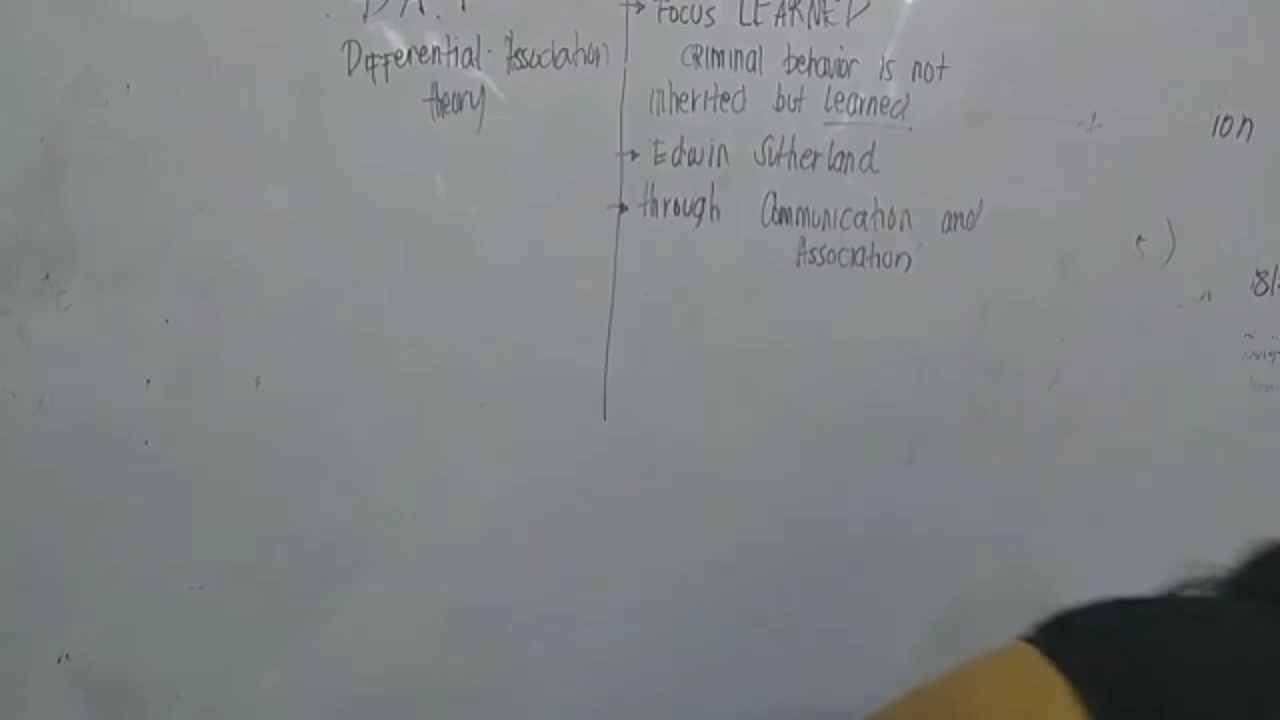 D.A.T
Differential Association
theory
→ Focus LEARNED
CRiminal behavior is not
inherited but learned
→ Edwin Sutherland
→ through Communication and
Association
ion